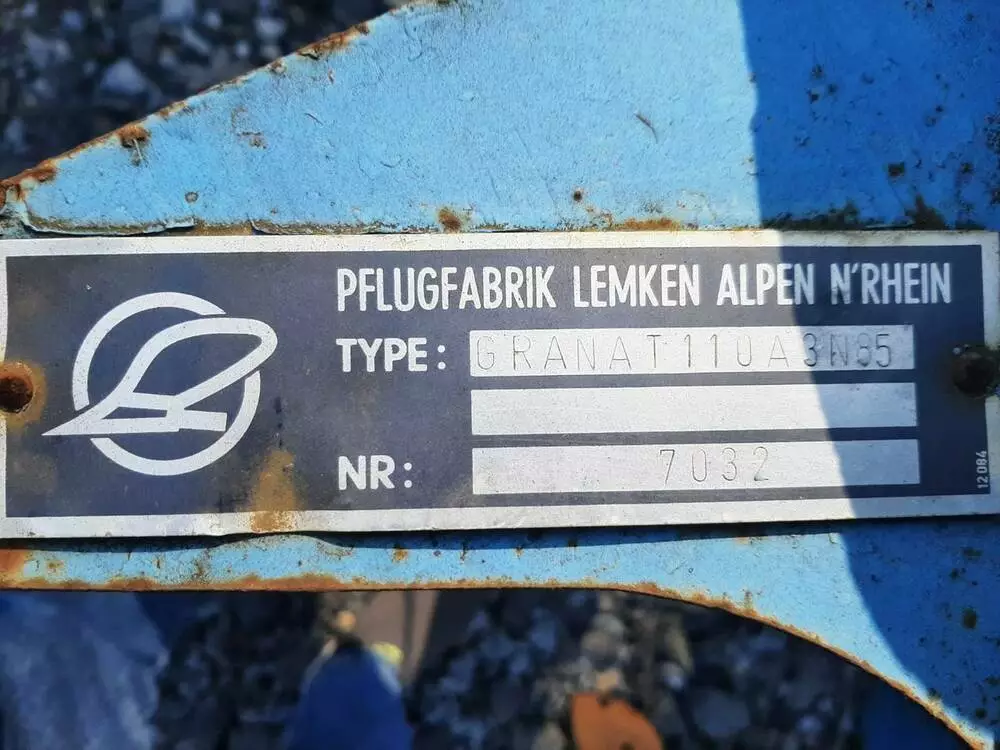 PFLUGFABRIK LEMKEN ALPEN N'RHEIN
TYPE: GRANAT110A3N85
NR: 7032
12084